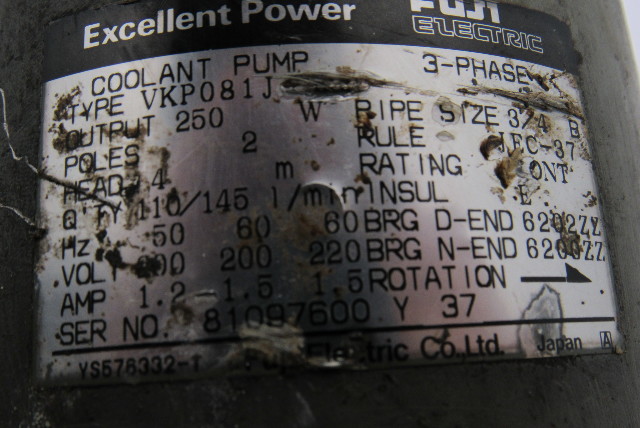 Excellent Power FUJI ELECTRIC
COOLANT PUMP 3-PHASE
TYPE VKP081J
OUTPUT 250 W PIPE SIZE 3/4 B
POLES 2 RULE JEC-37
HEAD 4 m RATING CONT
Q'TY 110/145 l/min INSUL E
Hz 50 60 60 BRG D-END 6202ZZ
VOLT 200 200 220 BRG N-END 6200ZZ
AMP 1.2-1.5 1.5 ROTATION
SER NO. 81097600 Y 37
YS576332-1 Fuji Electric Co.,Ltd. Japan A